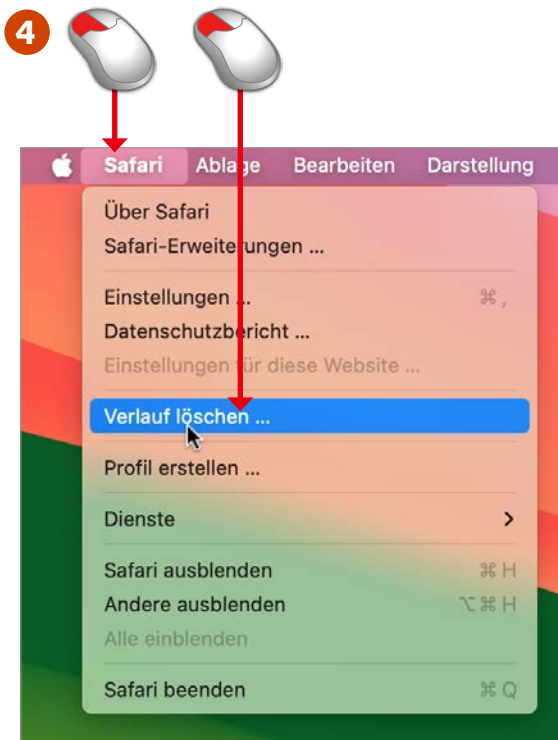 4
Safari Ablage Bearbeiten Darstellung
Über Safari
Safari-Erweiterungen ...
Einstellungen ... ⌘ ,
Datenschutzbericht ...
Einstellungen für diese Website ...
Verlauf löschen ...
Profil erstellen ...
Dienste
Safari ausblenden ⌘ H
Andere ausblenden ⌥ ⌘ H
Alle einblenden
Safari beenden ⌘ Q